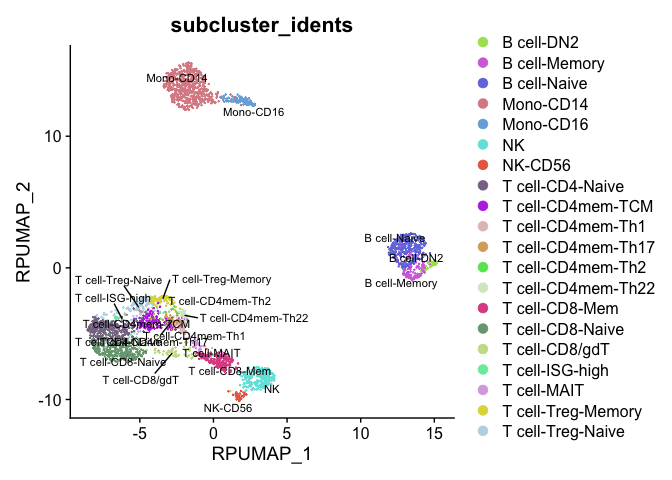 subcluster_idents
Mono-CD14
Mono-CD16
B cell-Naive
B cell-DN2
B cell-Memory
T cell-Treg-Naive
T cell-Treg-Memory
T cell-ISG-high
T cell-CD4mem-Th2
T cell-CD4mem-Th22
T cell-CD4mem-TCM
T cell-CD4mem-Th1
T cell-CD4mem-Th17
T cell-MAIT
T cell-CD8-Naive
T cell-CD8-Mem
T cell-CD8/gdT
NK
NK-CD56
10
0
-10
-5
0
5
10
15
RPUMAP_1
RPUMAP_2
B cell-DN2
B cell-Memory
B cell-Naive
Mono-CD14
Mono-CD16
NK
NK-CD56
T cell-CD4-Naive
T cell-CD4mem-TCM
T cell-CD4mem-Th1
T cell-CD4mem-Th17
T cell-CD4mem-Th2
T cell-CD4mem-Th22
T cell-CD8-Mem
T cell-CD8-Naive
T cell-CD8/gdT
T cell-ISG-high
T cell-MAIT
T cell-Treg-Memory
T cell-Treg-Naive